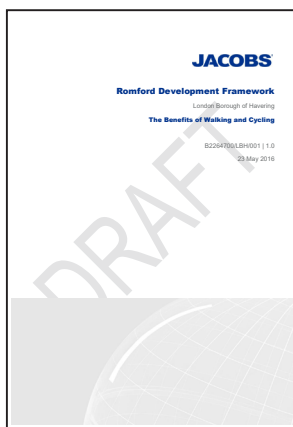 JACOBS
Romford Development Framework
London Borough of Havering
The Benefits of Walking and Cycling
B2264700/LBH/001 | 1.0
23 May 2016
DRAFT